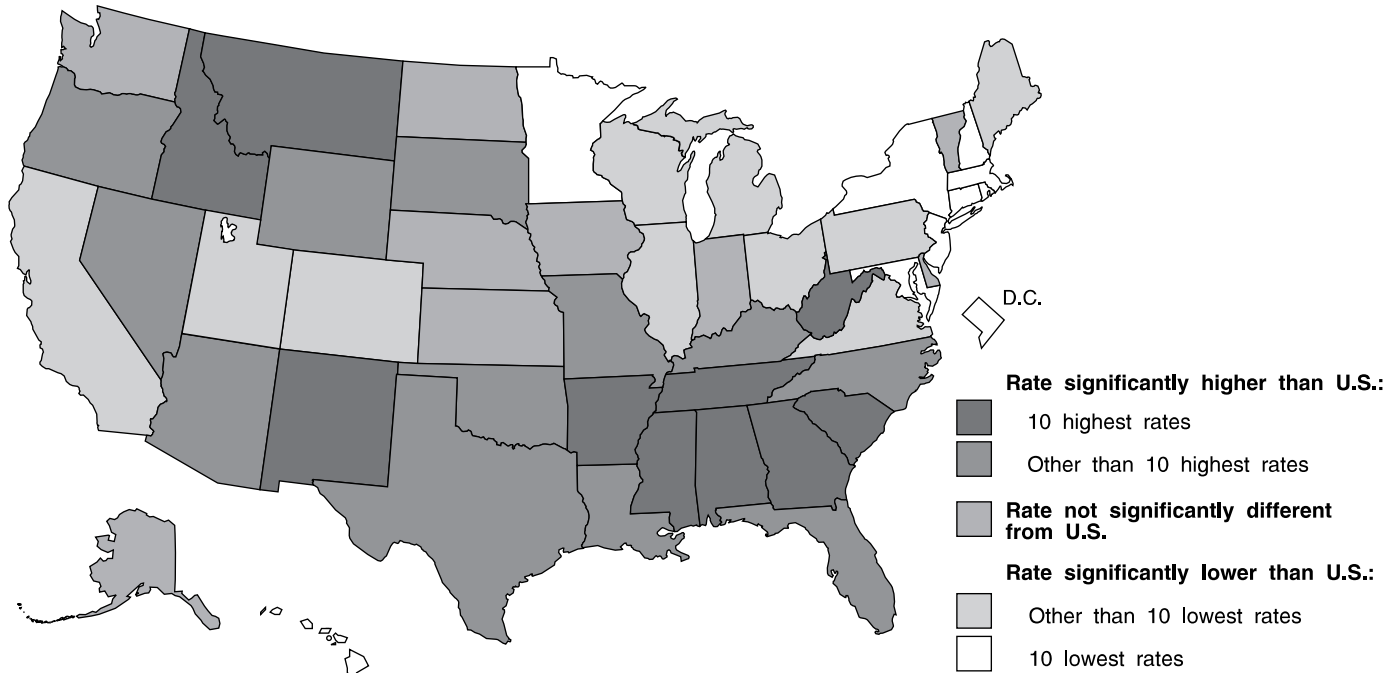 D.C.
Rate significantly higher than U.S.:
10 highest rates
Other than 10 highest rates
Rate not significantly different
from U.S.
Rate significantly lower than U.S.:
Other than 10 lowest rates
10 lowest rates